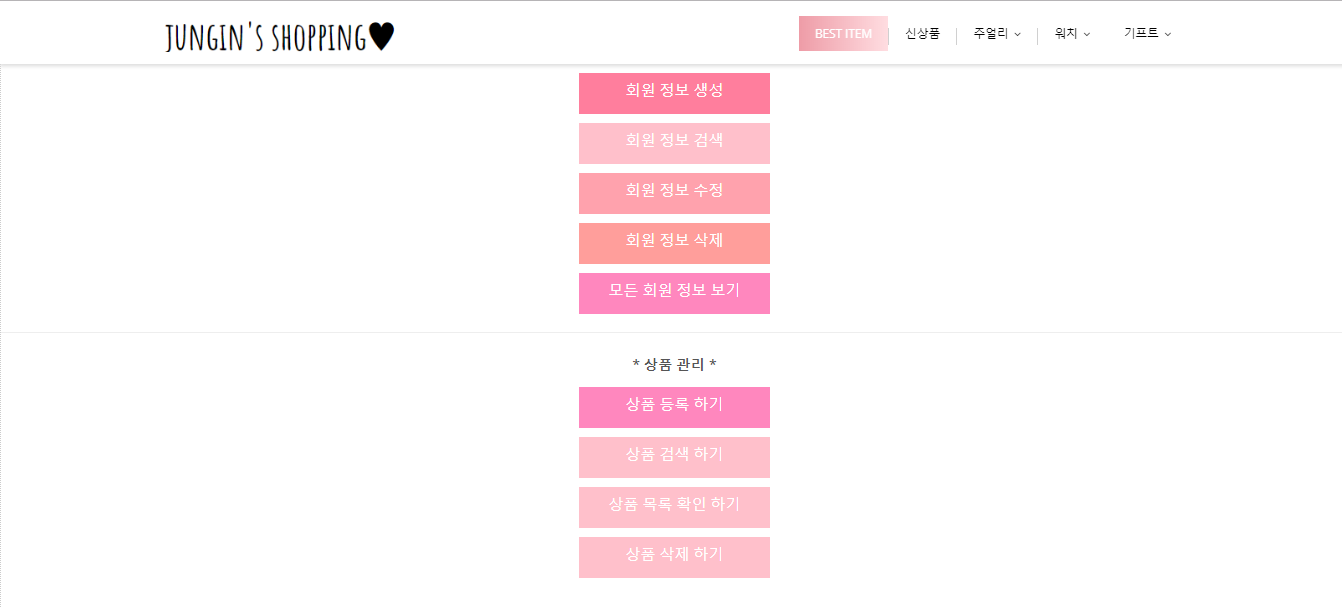 JUNGIN'S SHOPPING♥
BEST ITEM 신상품 주얼리 워치 기프트
회원 정보 생성
회원 정보 검색
회원 정보 수정
회원 정보 삭제
모든 회원 정보 보기
* 상품 관리 *
상품 등록 하기
상품 검색 하기
상품 목록 확인 하기
상품 삭제 하기